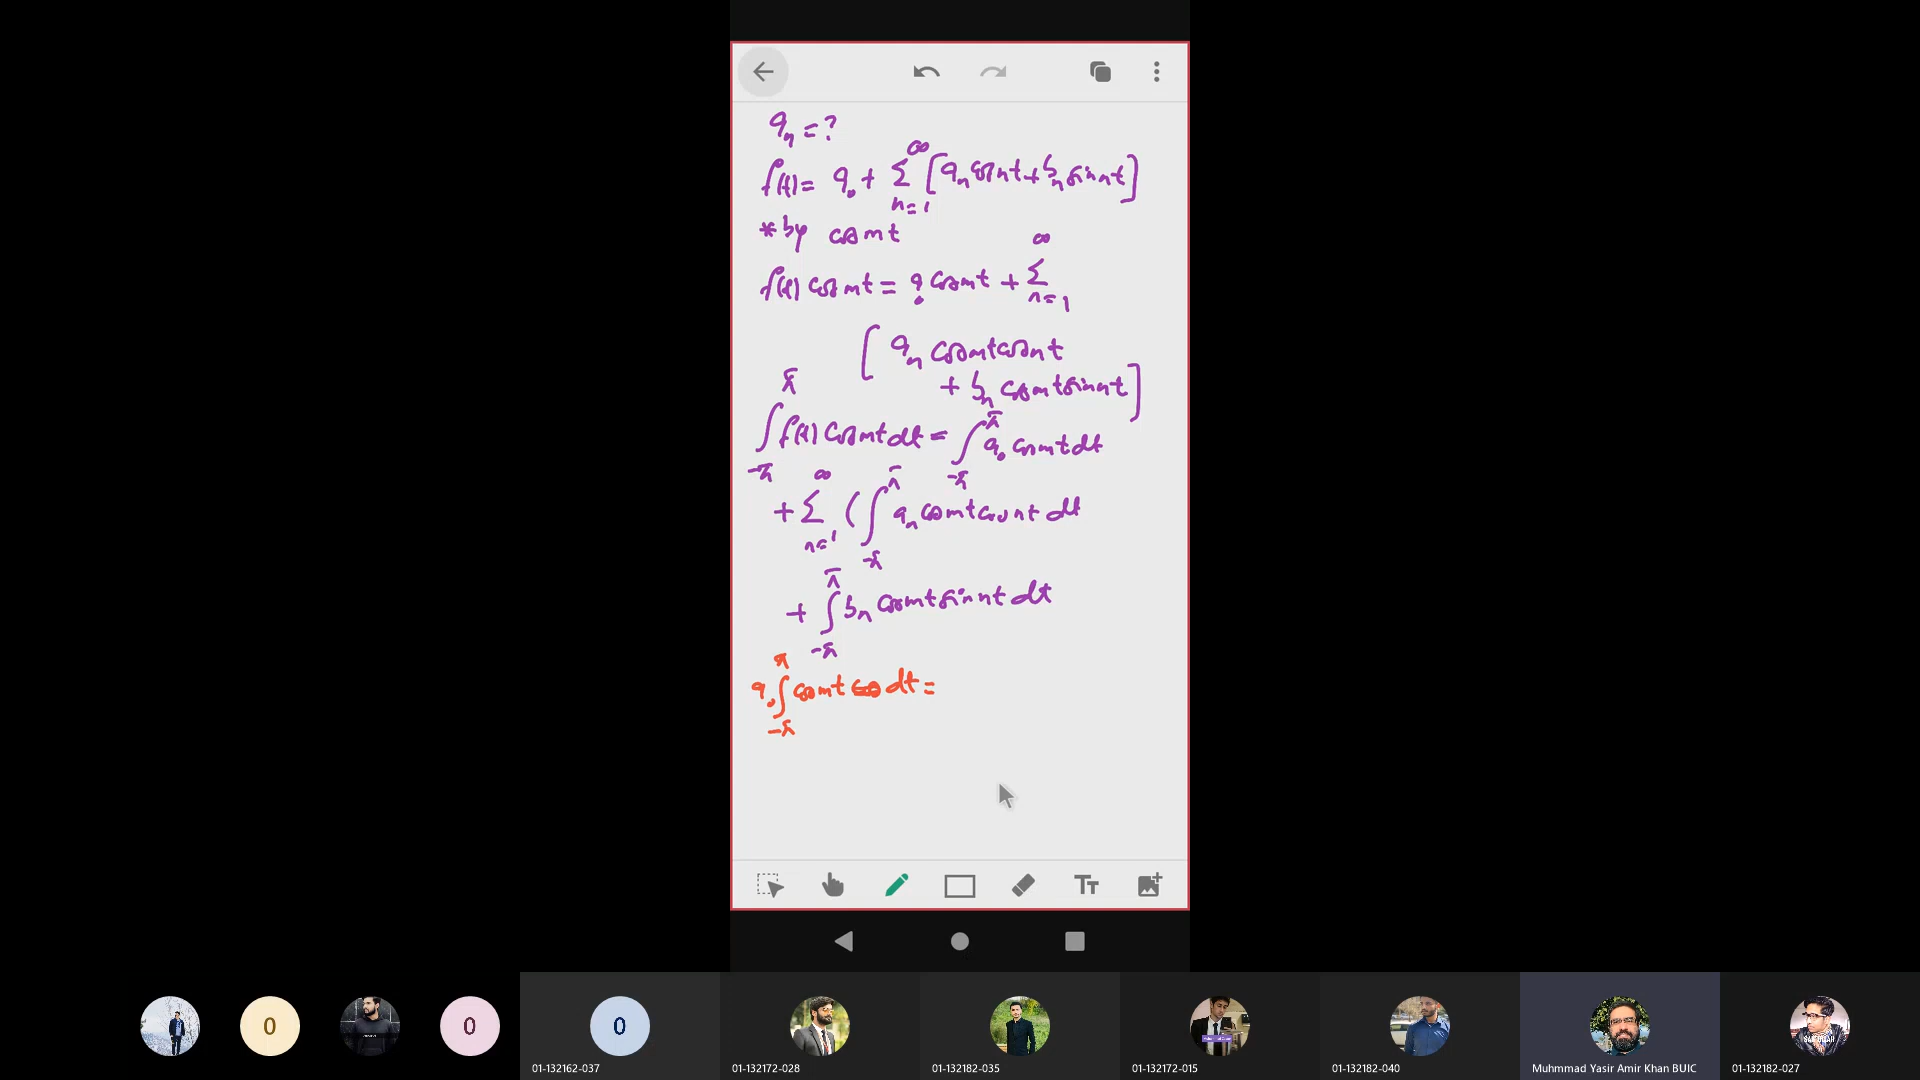 aₙ = ?
f(t) = a₀ + ∞ Σ n=1 [aₙ cos nt + bₙ sin nt]
* by cos mt
f(t) cos mt = a₀ cos mt + ∞ Σ n=1
[aₙ cos mt cos nt
+ bₙ cos mt sin nt]
∫ π -π f(t) cos mt dt = ∫ π -π a₀ cos mt dt
+ ∞ Σ n=1 ( ∫ π -π aₙ cos mt cos nt dt
+ ∫ π -π bₙ cos mt sin nt dt
a₀ ∫ π -π cos mt dt =
Tt
0
0
0
01-132162-037
01-132172-028
01-132182-035
01-132172-015
01-132182-040
Muhmmad Yasir Amir Khan BUIC
01-132182-027